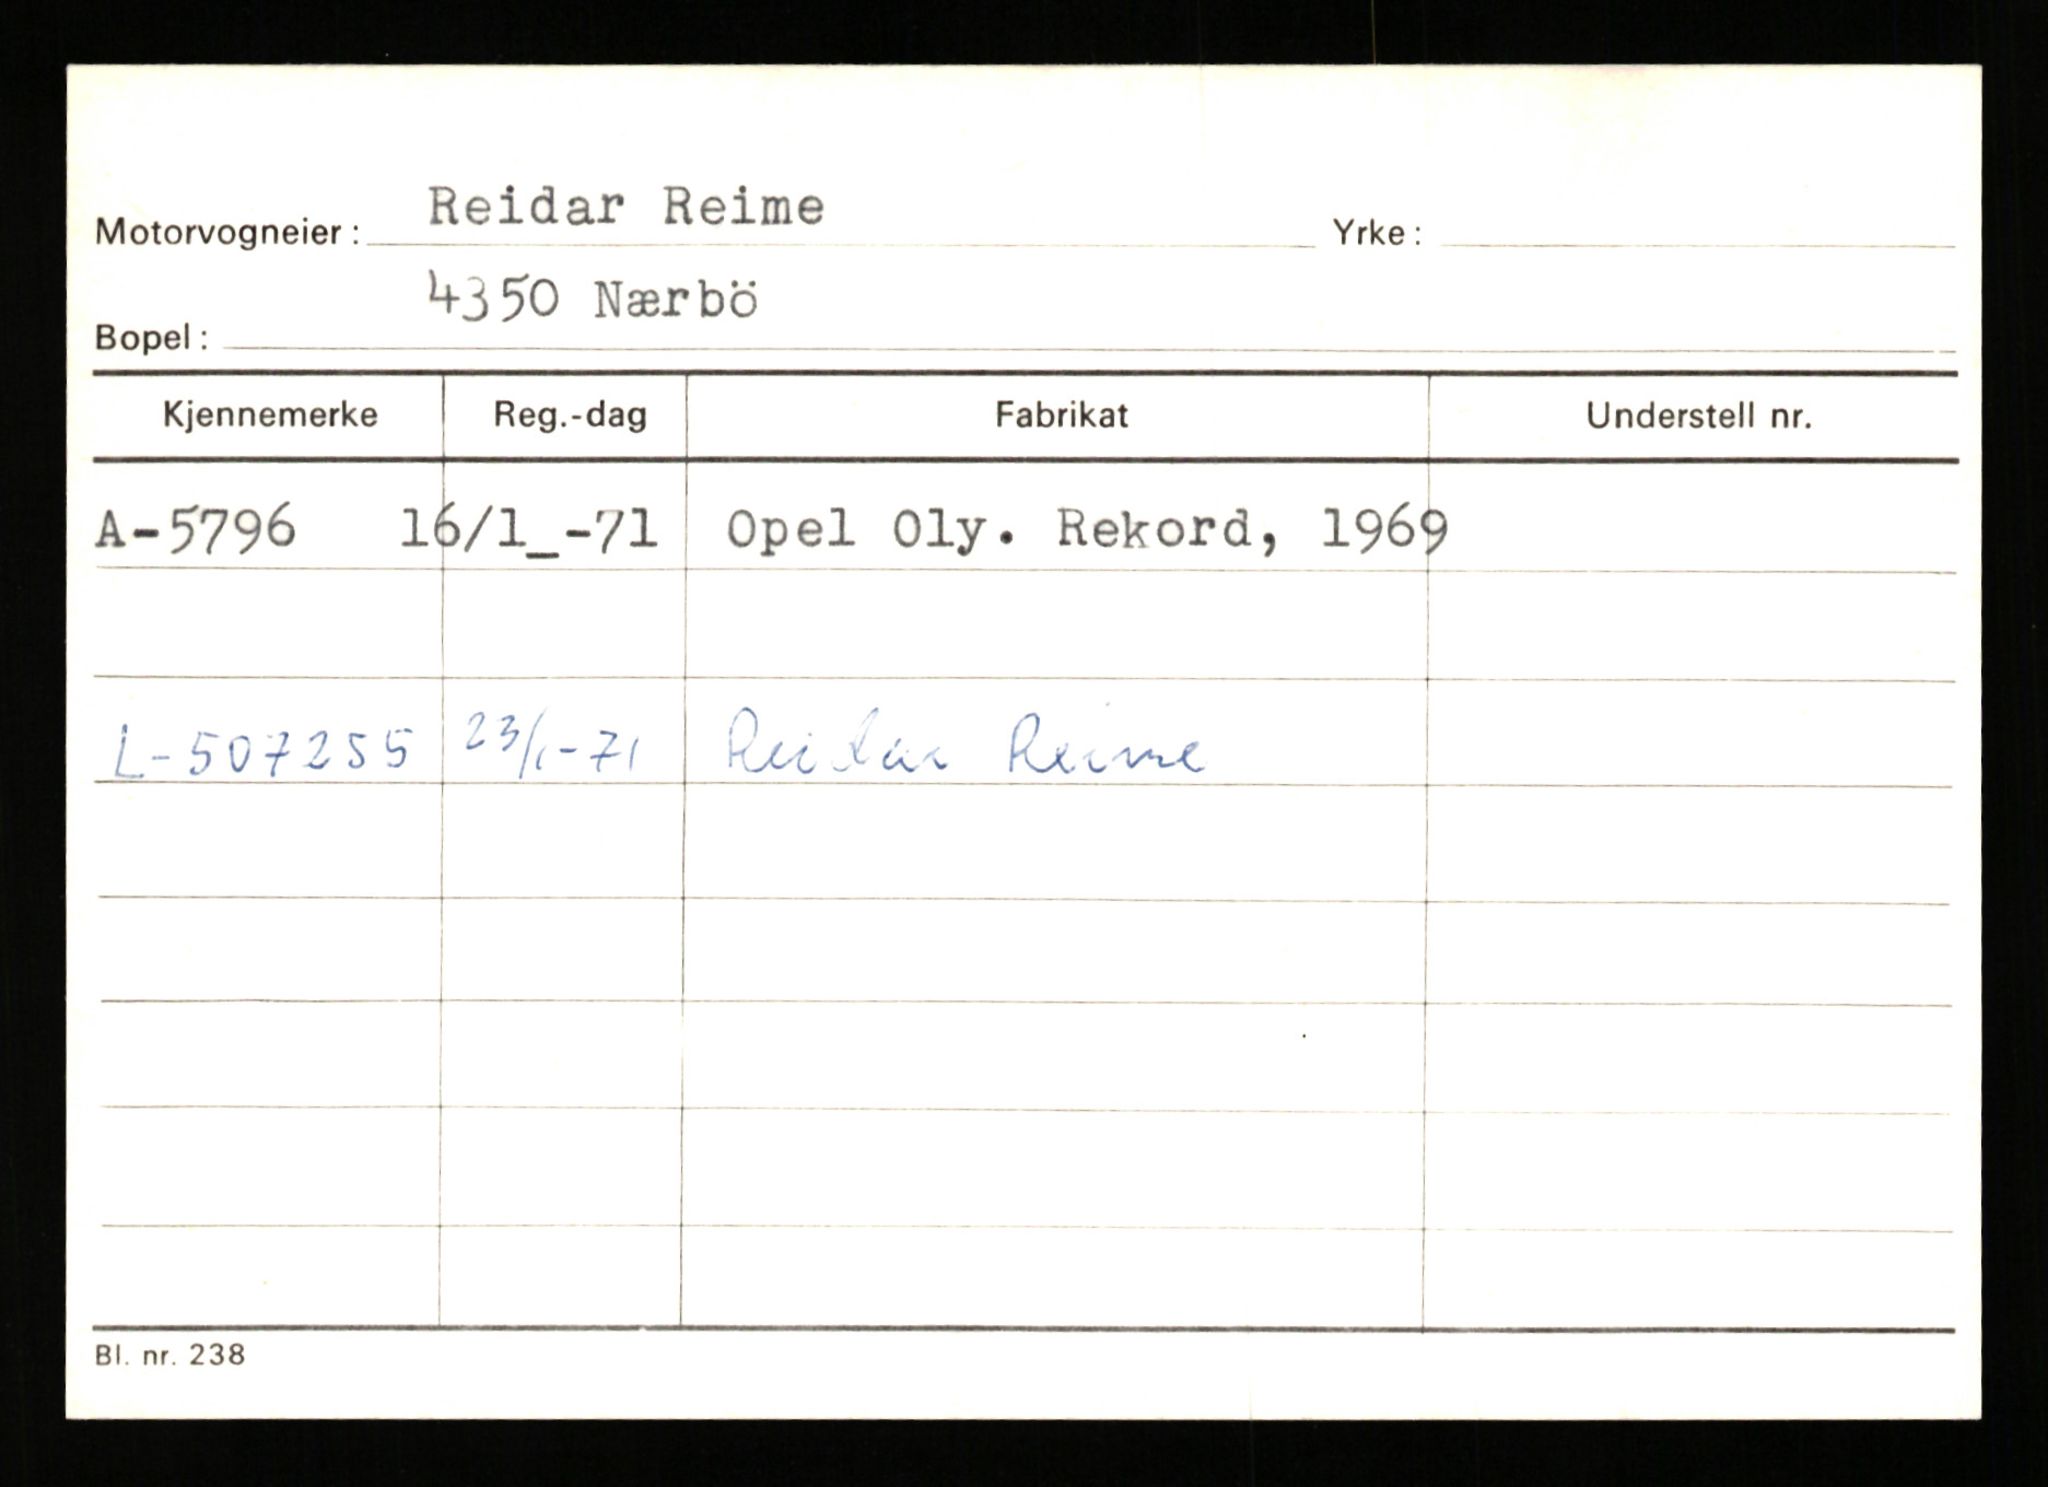 Motorvogneier: Reidar Reime Yrke:
Bopel: 4350 Nærbö
Kjennemerke Reg.-dag Fabrikat Understell nr.
A-5796 16/1_-71 Opel Oly. Rekord, 1969
L-507255 23/1-71 Reidar Reime
Bl. nr. 238